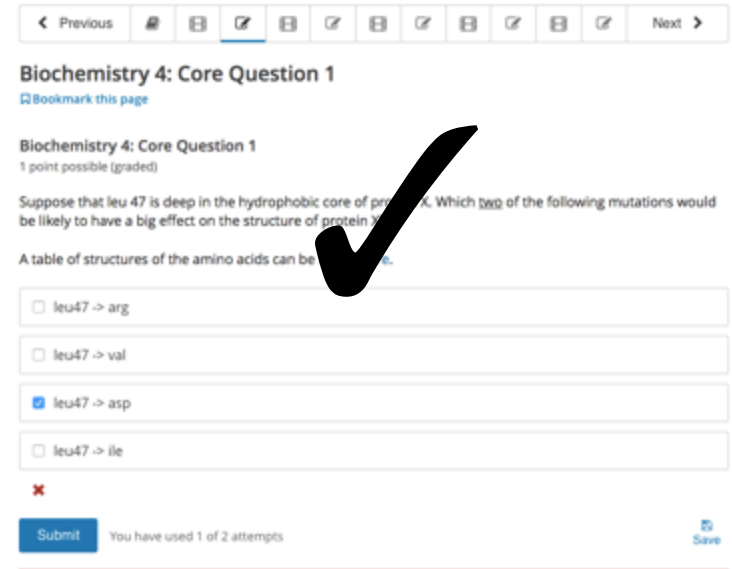 Previous
Next
Biochemistry 4: Core Question 1
Bookmark this page
Biochemistry 4: Core Question 1
1 point possible (graded)
Suppose that leu 47 is deep in the hydrophobic core of X. Which two of the following mutations would
be likely to have a big effect on the structure of protein
A table of structures of the amino acids can be
leu47 -> arg
leu47 -> val
leu47 -> asp
leu47 -> ile
Submit
You have used 1 of 2 attempts
Save